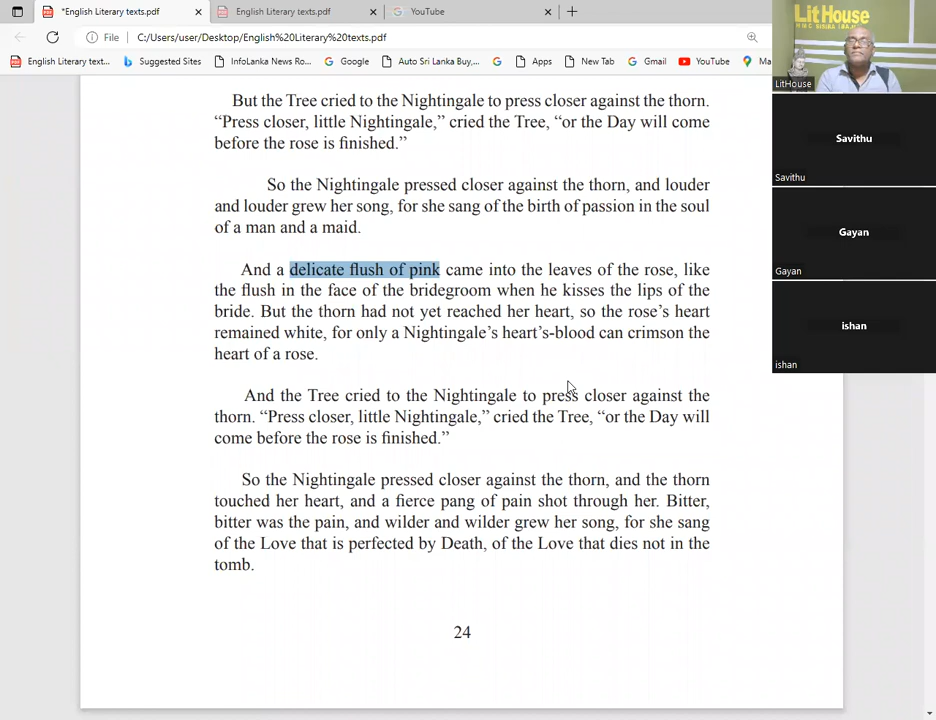 *English Literary texts.pdf
English Literary texts.pdf
YouTube
File
C:/Users/user/Desktop/English%20Literary%20texts.pdf
English Literary text...
Suggested Sites
InfoLanka News Ro...
Google
Auto Sri Lanka Buy,...
Apps
New Tab
Gmail
YouTube
Ma
But the Tree cried to the Nightingale to press closer against the thorn.
“Press closer, little Nightingale,” cried the Tree, “or the Day will come
before the rose is finished.”
So the Nightingale pressed closer against the thorn, and louder
and louder grew her song, for she sang of the birth of passion in the soul
of a man and a maid.
And a delicate flush of pink came into the leaves of the rose, like
the flush in the face of the bridegroom when he kisses the lips of the
bride. But the thorn had not yet reached her heart, so the rose’s heart
remained white, for only a Nightingale’s heart’s-blood can crimson the
heart of a rose.
And the Tree cried to the Nightingale to press closer against the
thorn. “Press closer, little Nightingale,” cried the Tree, “or the Day will
come before the rose is finished.”
So the Nightingale pressed closer against the thorn, and the thorn
touched her heart, and a fierce pang of pain shot through her. Bitter,
bitter was the pain, and wilder and wilder grew her song, for she sang
of the Love that is perfected by Death, of the Love that dies not in the
tomb.
24
Lit House
LitHouse
Savithu
Savithu
Gayan
Gayan
ishan
ishan